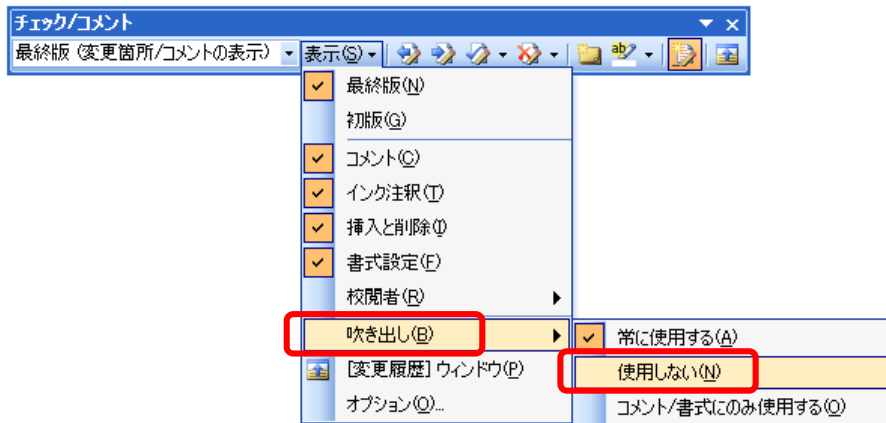 チェック/コメント
最終版 (変更箇所/コメントの表示) 表示(S)
最終版(N)
初版(G)
コメント(C)
インク注釈(T)
挿入と削除(I)
書式設定(F)
校閲者(R)
吹き出し(B)
常に使用する(A)
[変更履歴] ウィンドウ(P)
使用しない(N)
オプション(O)...
コメント/書式にのみ使用する(O)